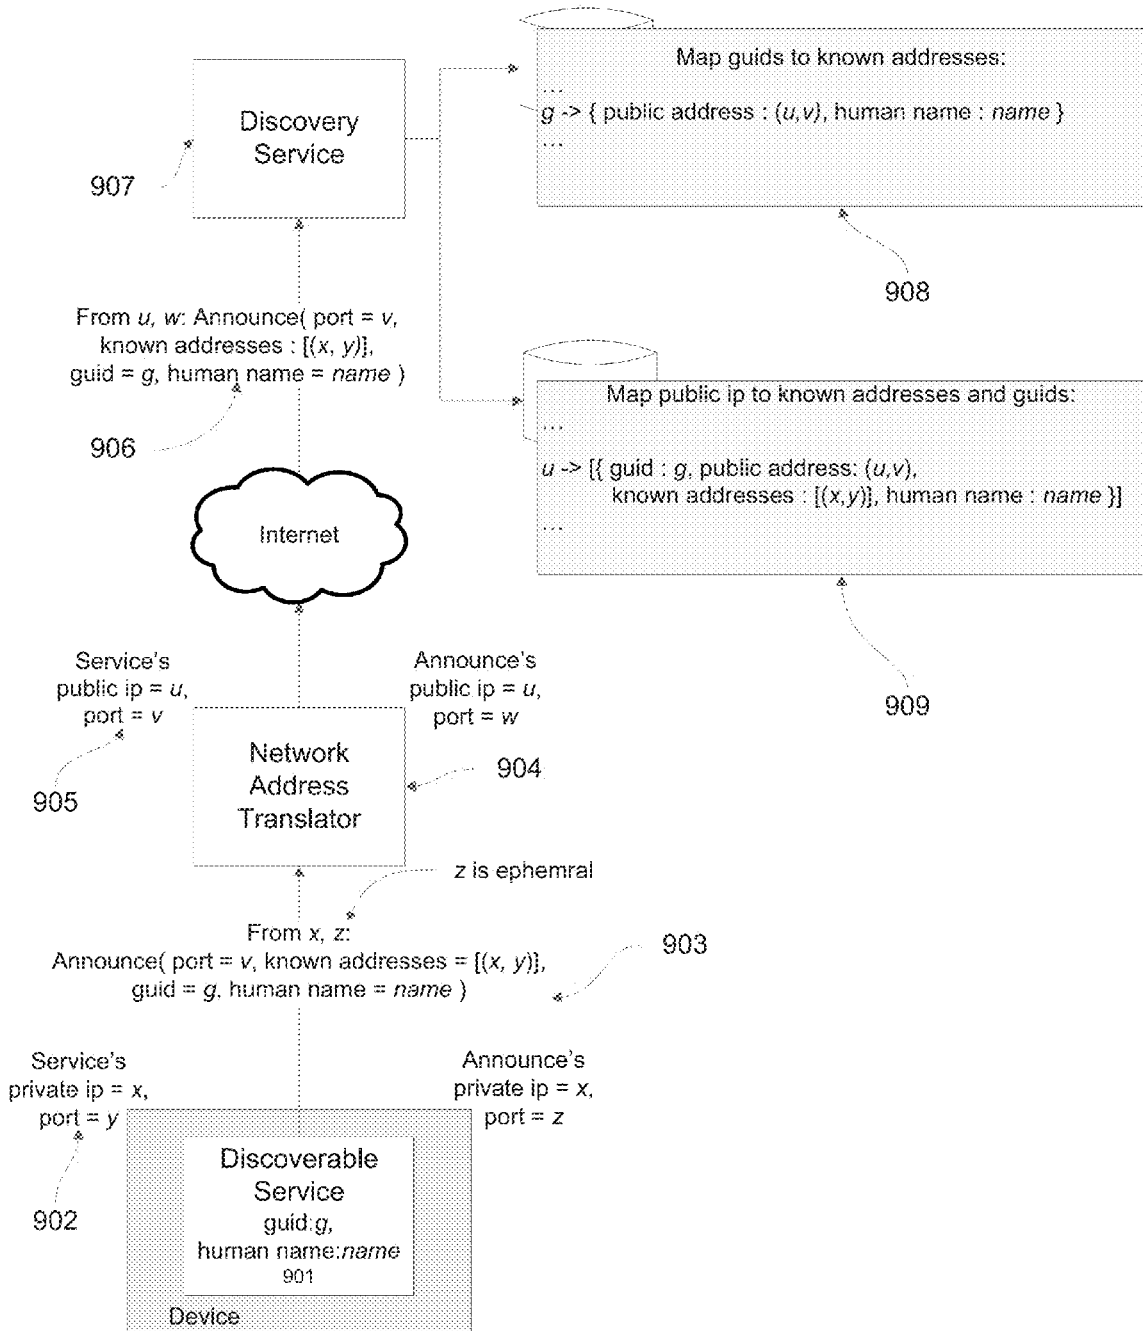 Map guids to known addresses:
...
g -> { public address : (u,v), human name : name }
...
Discovery
Service
907
908
From u, w: Announce( port = v,
known addresses : [(x, y)],
guid = g, human name = name )
906
Map public ip to known addresses and guids:
...
u -> [{ guid : g, public address: (u,v),
known addresses : [(x,y)], human name : name }]
...
909
Internet
Service's
public ip = u,
port = v
905
Announce's
public ip = u,
port = w
Network
Address
Translator
904
z is ephemral
From x, z:
Announce( port = v, known addresses = [(x, y)],
guid = g, human name = name )
903
Service's
private ip = x,
port = y
902
Announce's
private ip = x,
port = z
Discoverable
Service
guid:g,
human name:name
901
Device